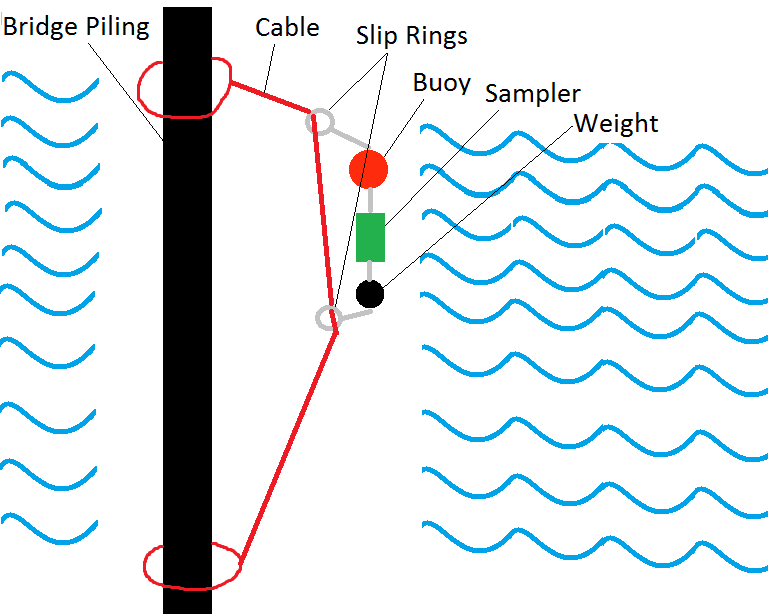 Bridge Piling
Cable
Slip Rings
Buoy
Sampler
Weight